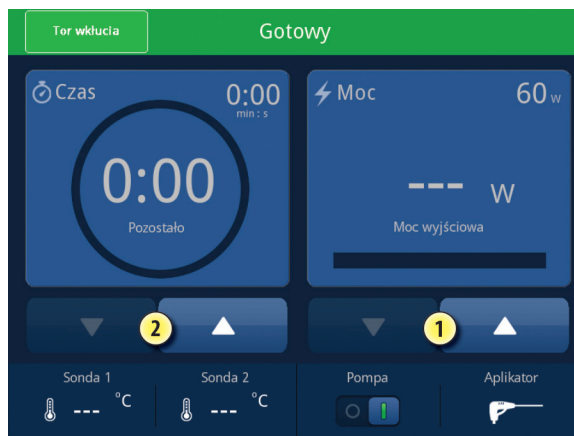 Tor wkłucia
Gotowy
Czas
0:00
min : s
0:00
Pozostało
Moc
60 w
--- W
Moc wyjściowa
2
1
Sonda 1
--- °C
Sonda 2
--- °C
Pompa
Aplikator